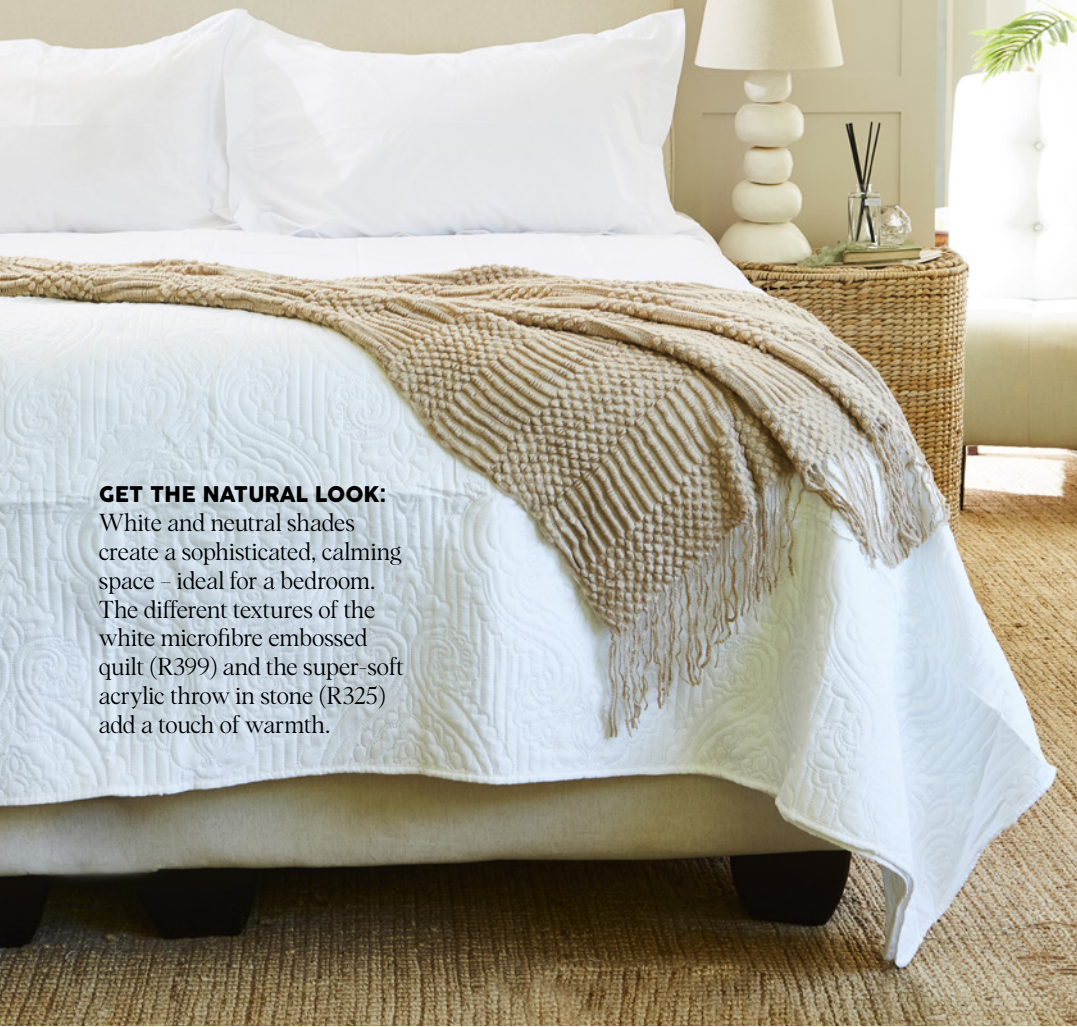 GET THE NATURAL LOOK:
White and neutral shades
create a sophisticated, calming
space – ideal for a bedroom.
The different textures of the
white microfibre embossed
quilt (R399) and the super-soft
acrylic throw in stone (R325)
add a touch of warmth.